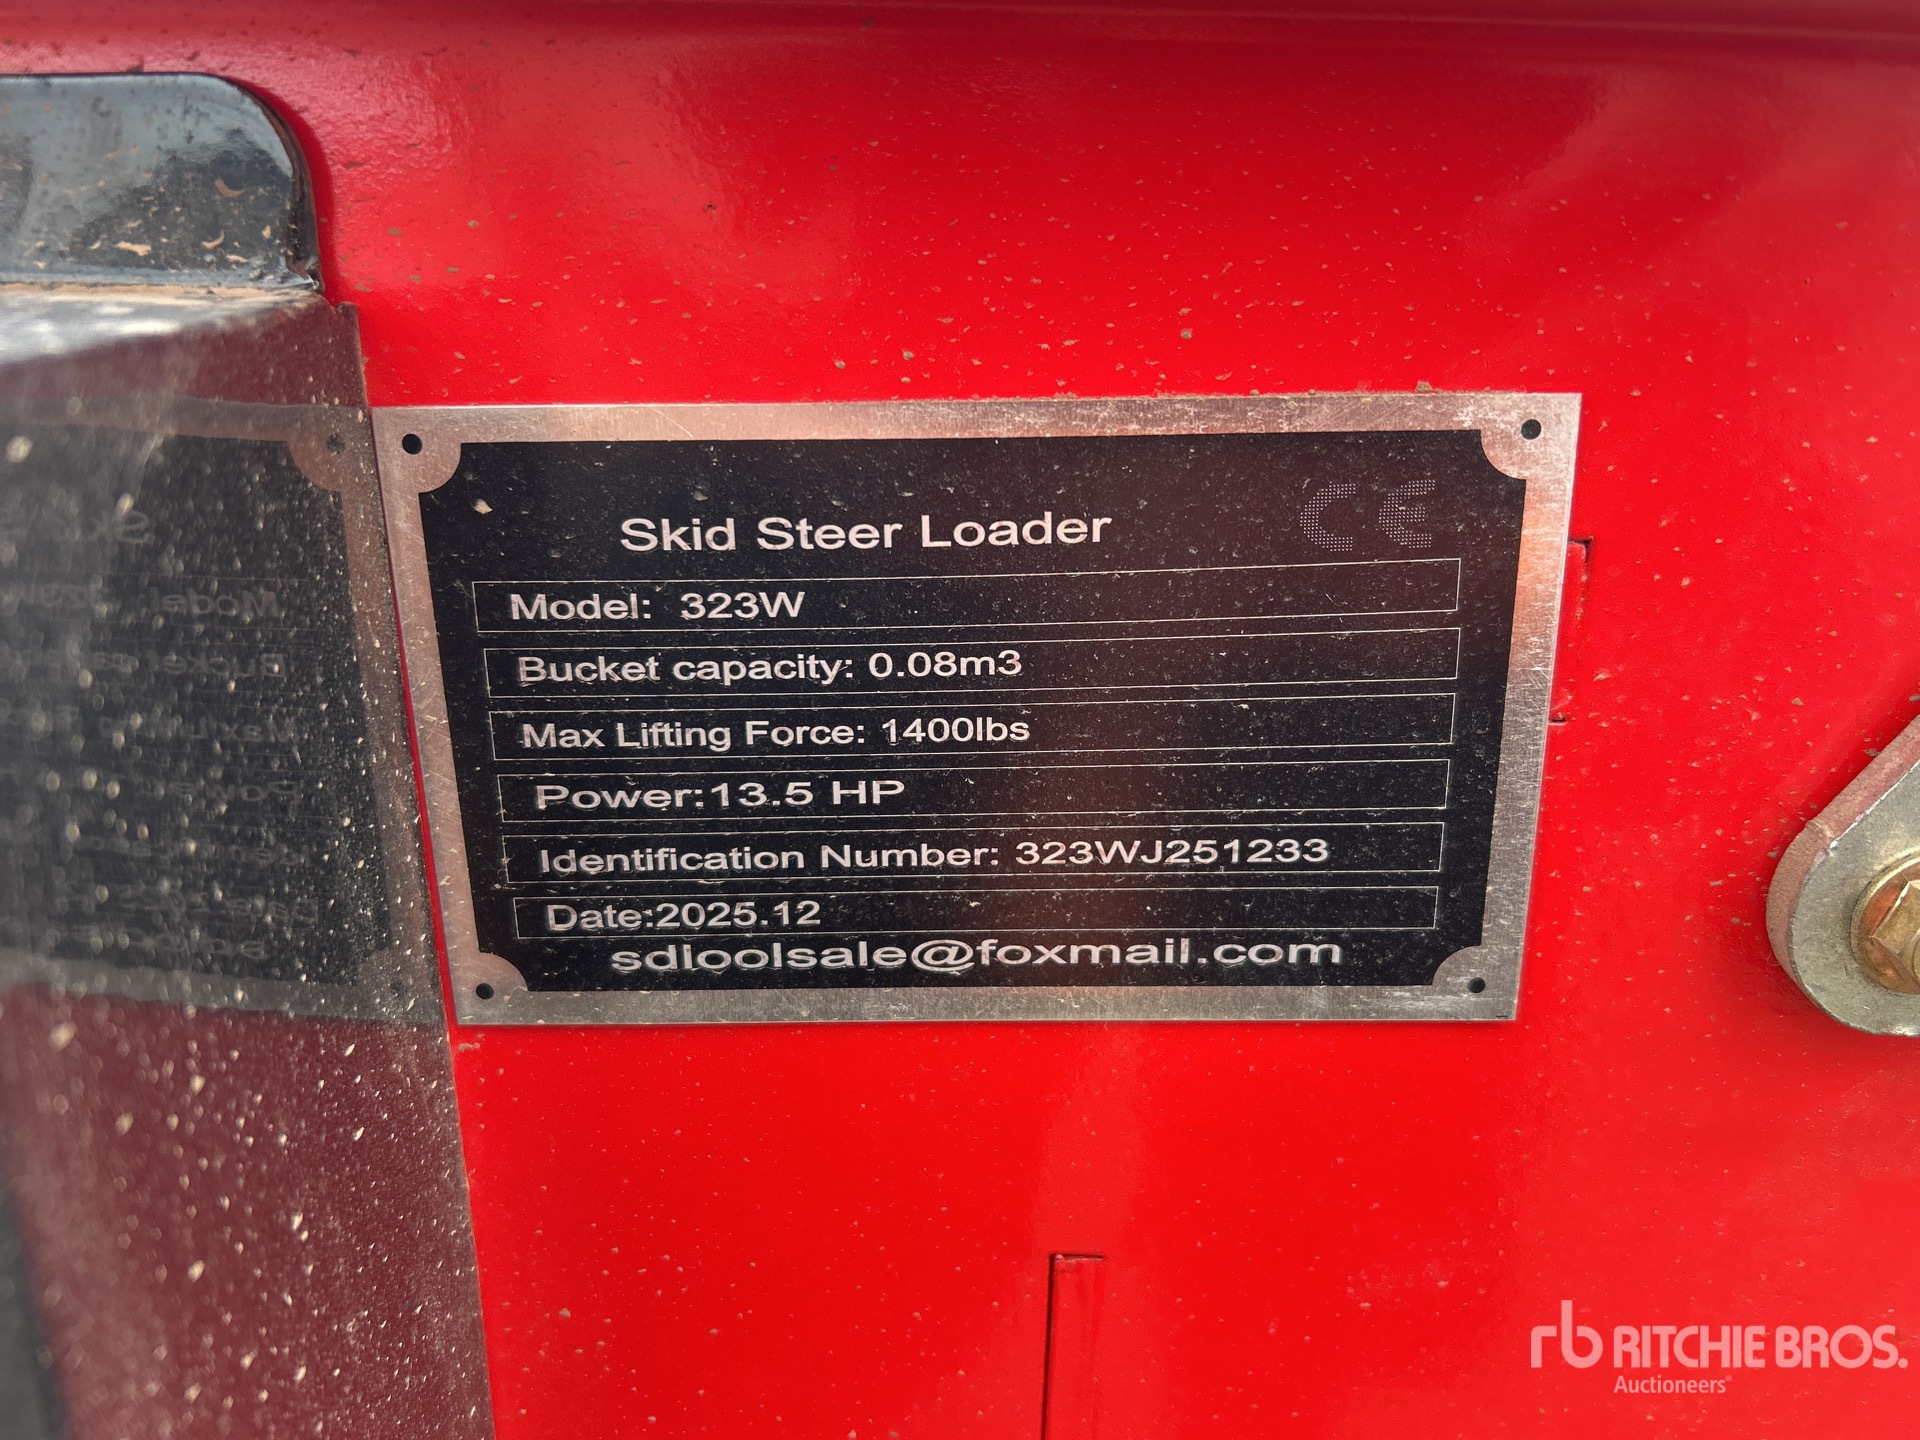 Skid Steer Loader CE
Model: 323W
Bucket capacity: 0.08m3
Max Lifting Force: 1400lbs
Power:13.5 HP
Identification Number: 323WJ251233
Date:2025.12
sdloolsale@foxmail.com
rb RITCHIE BROS.
Auctioneers